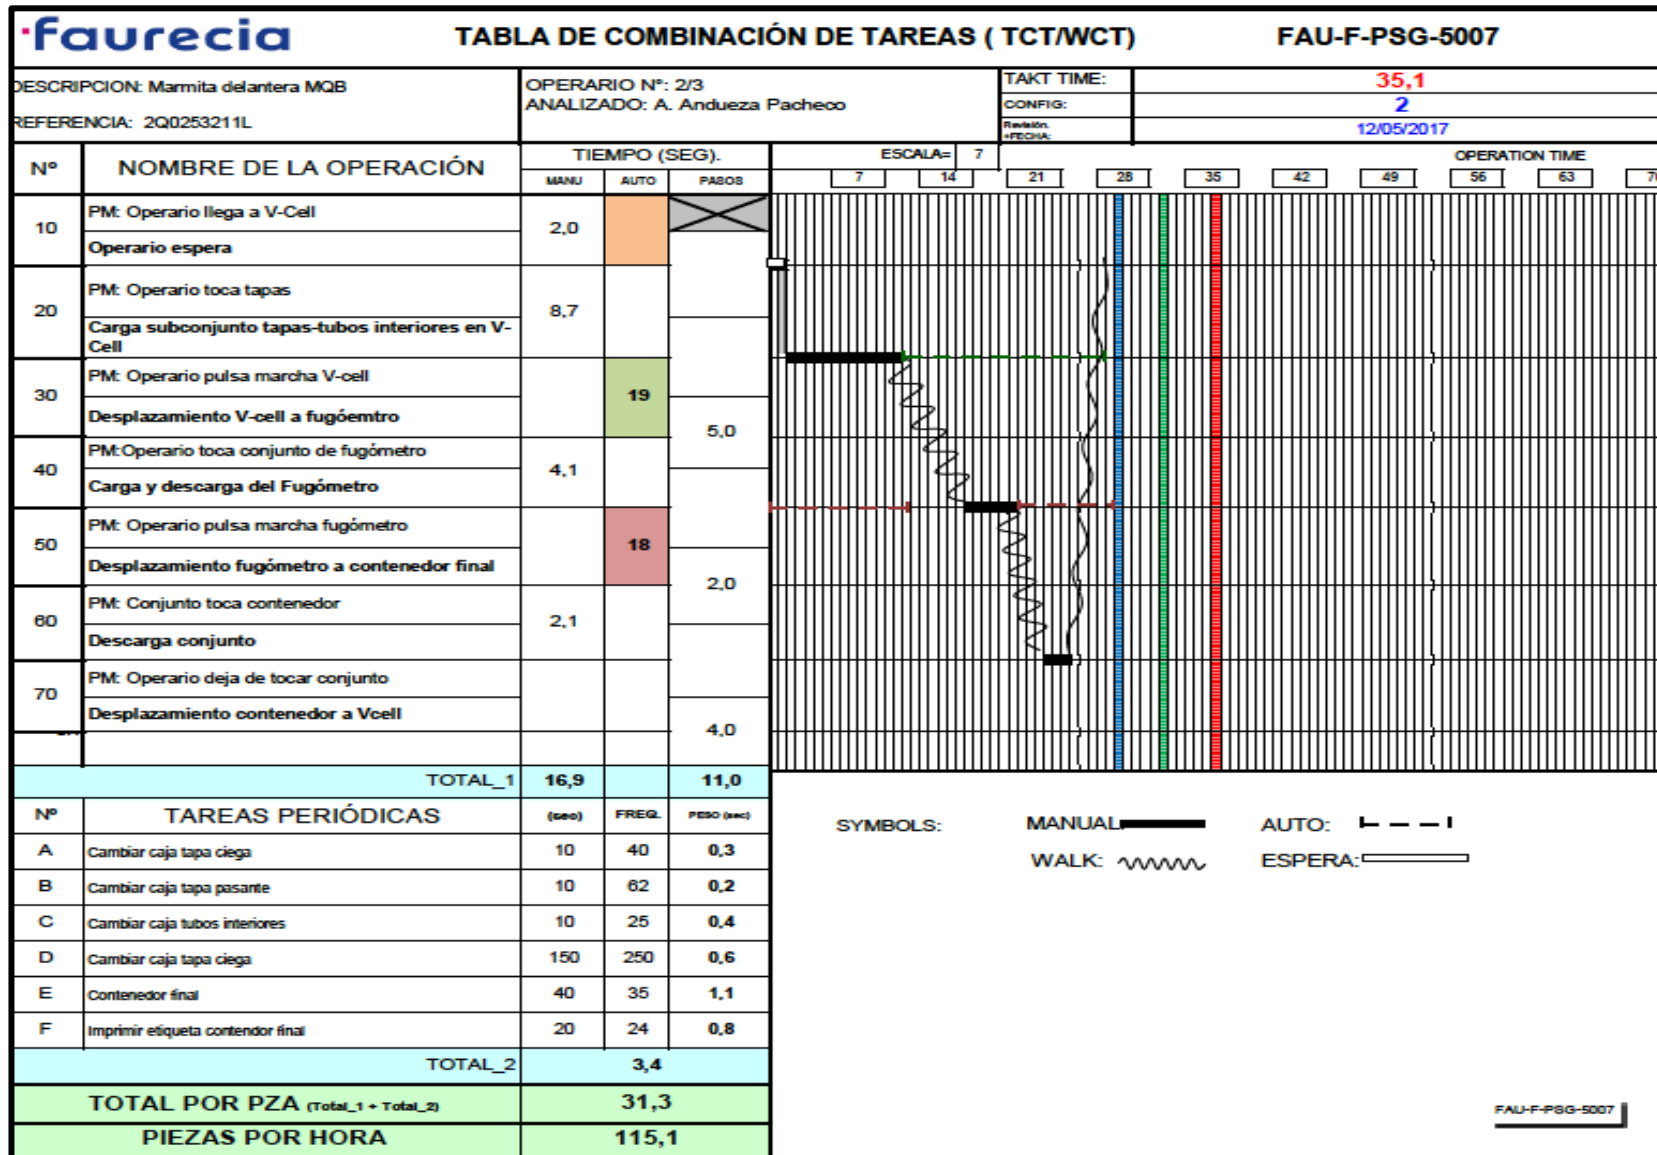 faurecia
TABLA DE COMBINACIÓN DE TAREAS ( TCT/WCT)
FAU-F-PSG-5007
DESCRIPCION: Marmita delantera MQB
REFERENCIA: 2Q0253211L
OPERARIO Nº: 2/3
ANALIZADO: A. Andueza Pacheco
TAKT TIME: 35,1
CONFIG: 2
Revisión.
+FECHA: 12/05/2017
Nº NOMBRE DE LA OPERACIÓN TIEMPO (SEG).
MANU AUTO PASOS
ESCALA= 7
OPERATION TIME
7 14 21 28 35 42 49 56 63 70
10 PM: Operario llega a V-Cell 2,0
Operario espera
20 PM: Operario toca tapas 8,7
Carga subconjunto tapas-tubos interiores en V-
Cell
30 PM: Operario pulsa marcha V-cell 19
Desplazamiento V-cell a fugóemtro 5,0
40 PM:Operario toca conjunto de fugómetro 4,1
Carga y descarga del Fugómetro
50 PM: Operario pulsa marcha fugómetro 18
Desplazamiento fugómetro a contenedor final 2,0
60 PM: Conjunto toca contenedor 2,1
Descarga conjunto
70 PM: Operario deja de tocar conjunto
Desplazamiento contenedor a Vcell 4,0
TOTAL_1 16,9 11,0
Nº TAREAS PERIÓDICAS (seo) FREQ. PESO (sec)
A Cambiar caja tapa ciega 10 40 0,3
B Cambiar caja tapa pasante 10 62 0,2
C Cambiar caja tubos interiores 10 25 0,4
D Cambiar caja tapa ciega 150 250 0,6
E Contenedor final 40 35 1,1
F Imprimir etiqueta contendor final 20 24 0,8
TOTAL_2 3,4
TOTAL POR PZA (Total_1 + Total_2) 31,3
PIEZAS POR HORA 115,1
SYMBOLS: MANUAL AUTO:
WALK: ESPERA:
FAU-F-PSG-5007